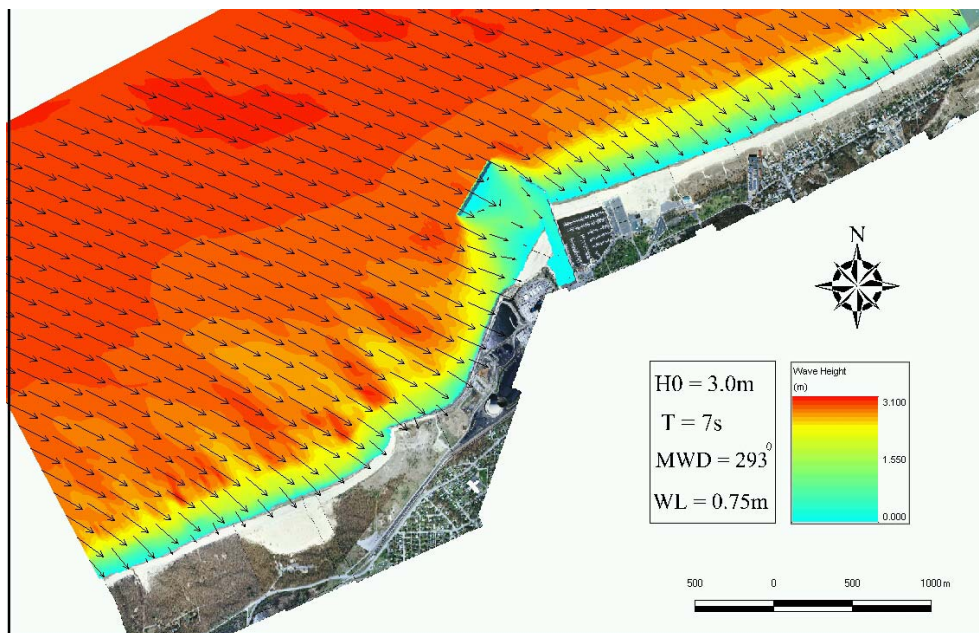 N
H0 = 3.0m
T = 7s
MWD = 293⁰
WL = 0.75m
Wave Height
(m)
3.100
1.550
0.000
500 0 500 1000 m